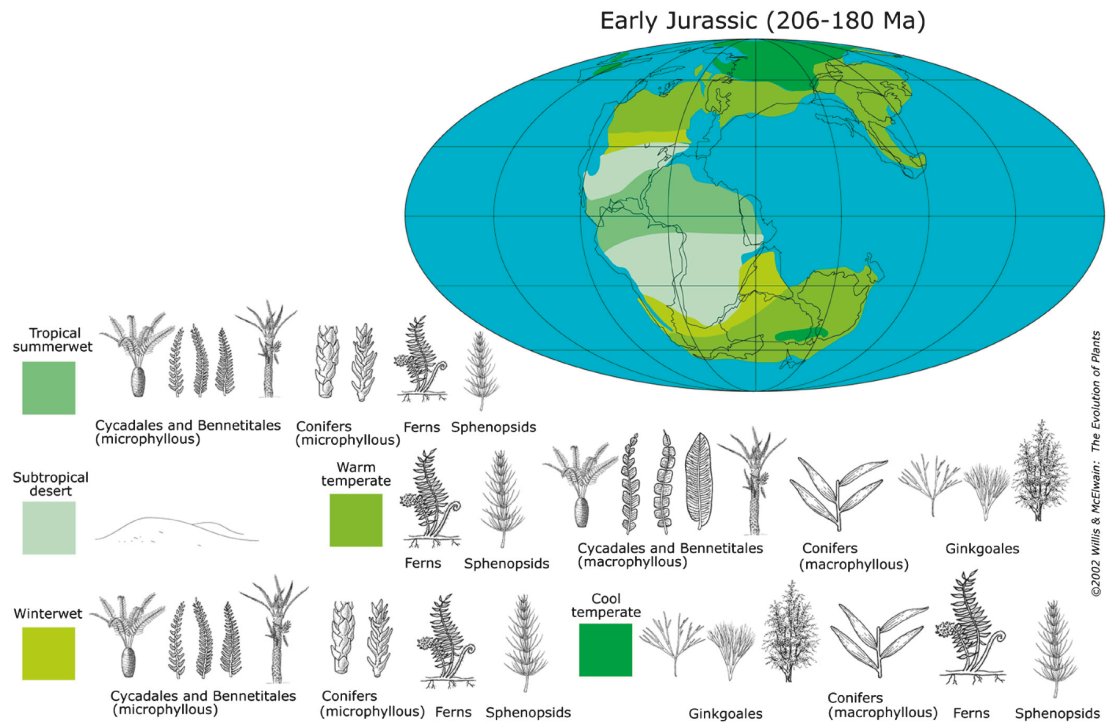 Early Jurassic (206-180 Ma)
Tropical
summerwet
Cycadales and Bennetitales
(microphyllous)
Conifers
(microphyllous)
Ferns
Sphenopsids
Subtropical
desert
Warm
temperate
Ferns
Sphenopsids
Cycadales and Bennetitales
(macrophyllous)
Conifers
(macrophyllous)
Ginkgoales
Winterwet
Cycadales and Bennetitales
(microphyllous)
Conifers
(microphyllous)
Ferns
Sphenopsids
Cool
temperate
Ginkgoales
Conifers
(macrophyllous)
Ferns
Sphenopsids
©2002 Willis & McElwain: The Evolution of Plants